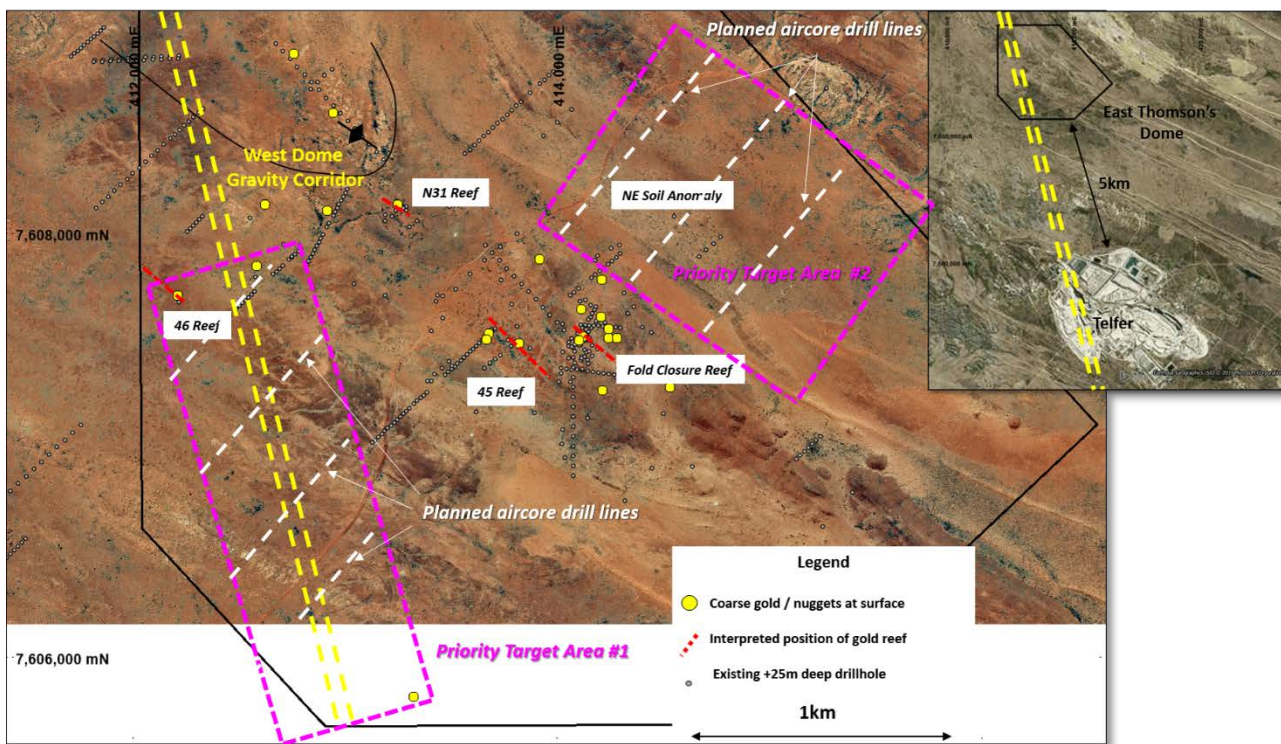 Planned aircore drill lines
412,000 mE
414,000 mE
West Dome
Gravity Corridor
N31 Reef
NE Soil Anomaly
7,608,000 mN
Priority Target Area #2
46 Reef
45 Reef
Fold Closure Reef
Planned aircore drill lines
Priority Target Area #1
7,606,000 mN
Legend
Coarse gold / nuggets at surface
Interpreted position of gold reef
Existing +25m deep drillhole
1km
East Thomson's
Dome
5km
Telfer